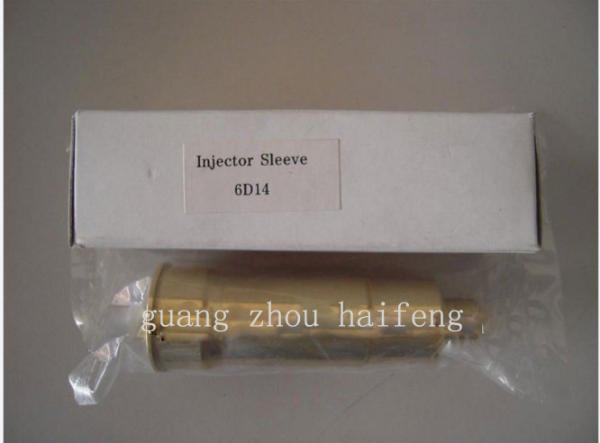 Injector Sleeve
6D14
guang zhou haifeng